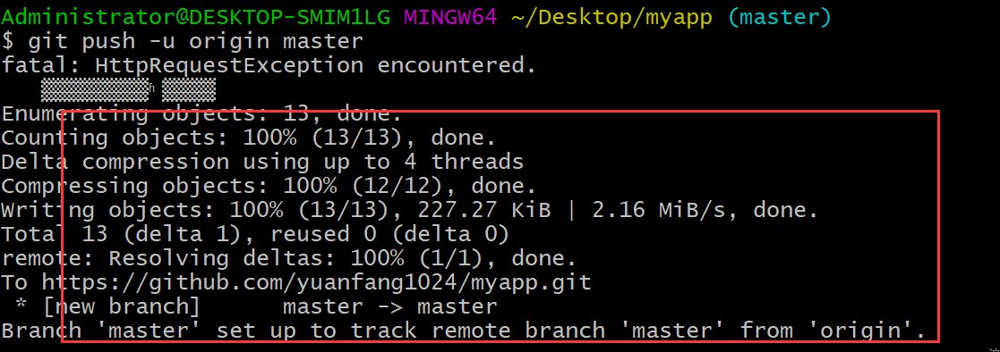 Administrator@DESKTOP-SMIM1LG MINGW64 ~/Desktop/myapp (master)
$ git push -u origin master
fatal: HttpRequestException encountered.
Enumerating objects: 13, done.
Counting objects: 100% (13/13), done.
Delta compression using up to 4 threads
Compressing objects: 100% (12/12), done.
Writing objects: 100% (13/13), 227.27 KiB | 2.16 MiB/s, done.
Total 13 (delta 1), reused 0 (delta 0)
remote: Resolving deltas: 100% (1/1), done.
To https://github.com/yuanfang1024/myapp.git
 * [new branch]      master -> master
Branch 'master' set up to track remote branch 'master' from 'origin'.